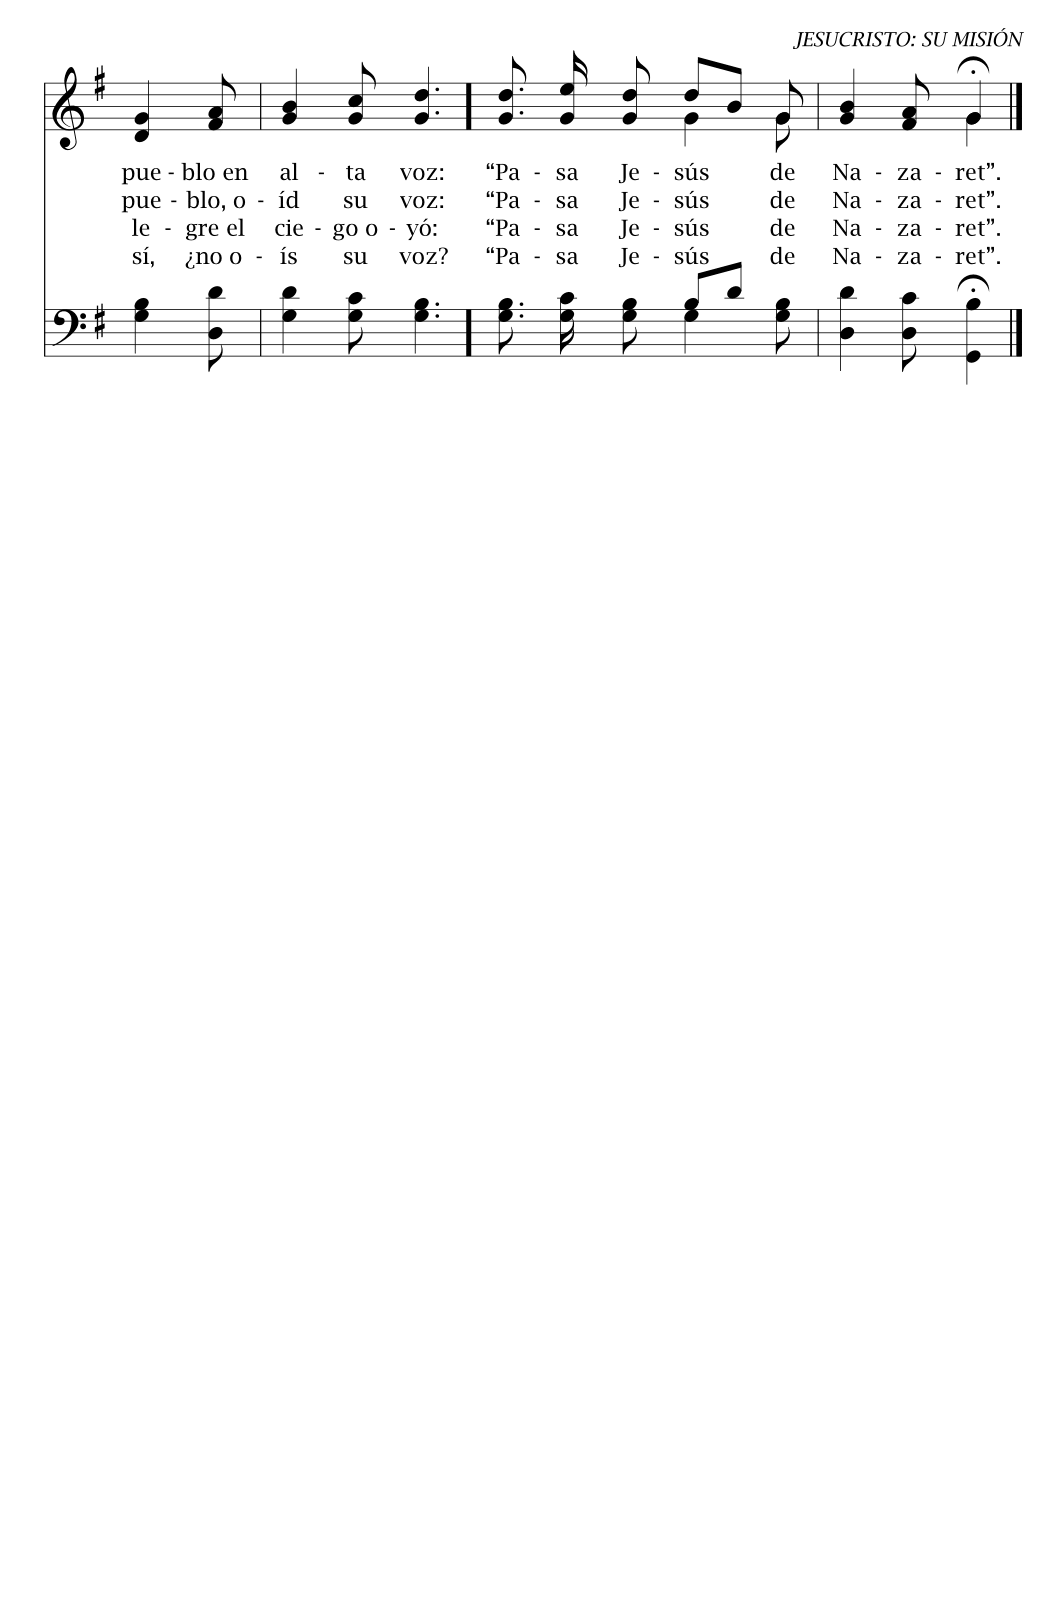 JESUCRISTO: SU MISIÓN
pue - blo en al - ta voz: “Pa - sa Je - sús de Na - za - ret”.
pue - blo, o - íd su voz: “Pa - sa Je - sús de Na - za - ret”.
le - gre el cie - go o - yó: “Pa - sa Je - sús de Na - za - ret”.
sí, ¿no o - ís su voz? “Pa - sa Je - sús de Na - za - ret”.